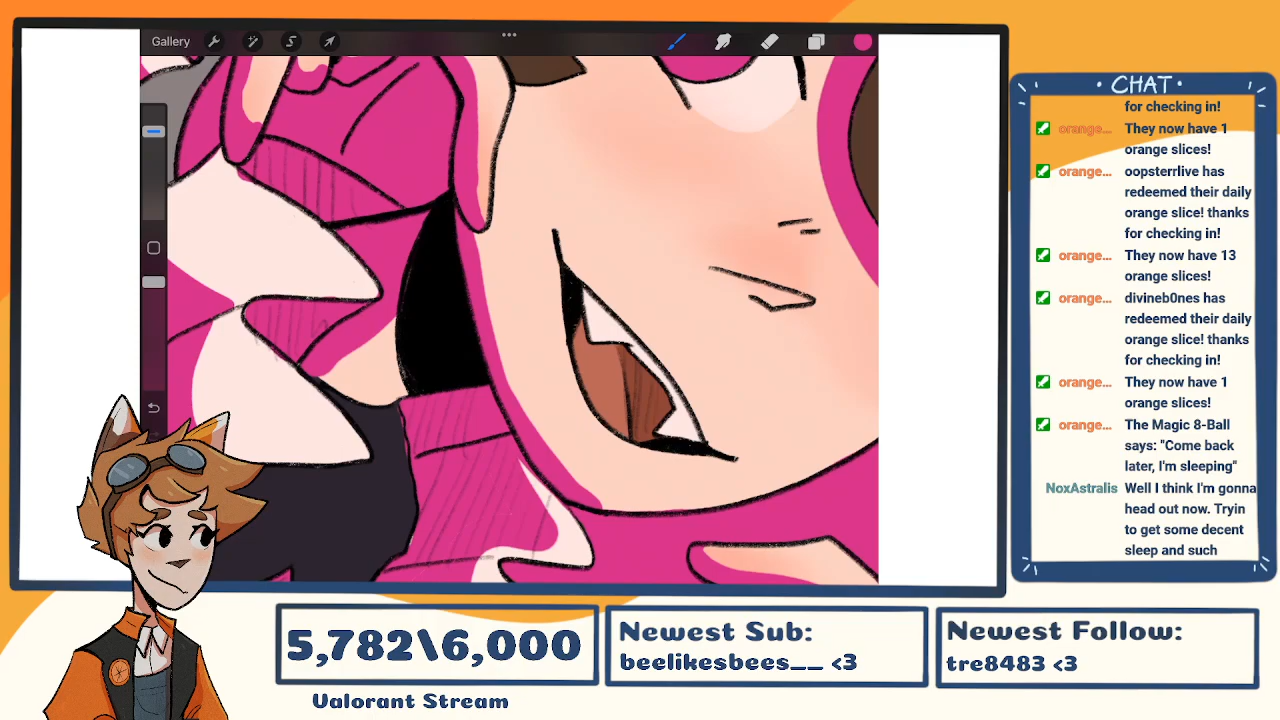 Gallery
• CHAT •
for checking in!
orange... They now have 1
orange slices!
orange... oopsterrlive has
redeemed their daily
orange slice! thanks
for checking in!
orange... They now have 13
orange slices!
orange... divineb0nes has
redeemed their daily
orange slice! thanks
for checking in!
orange... They now have 1
orange slices!
orange... The Magic 8-Ball
says: "Come back
later, I'm sleeping"
NoxAstralis Well I think I'm gonna
head out now. Tryin
to get some decent
sleep and such
5,782\6,000
Valorant Stream
Newest Sub:
beelikesbees__ <3
Newest Follow:
tre8483 <3